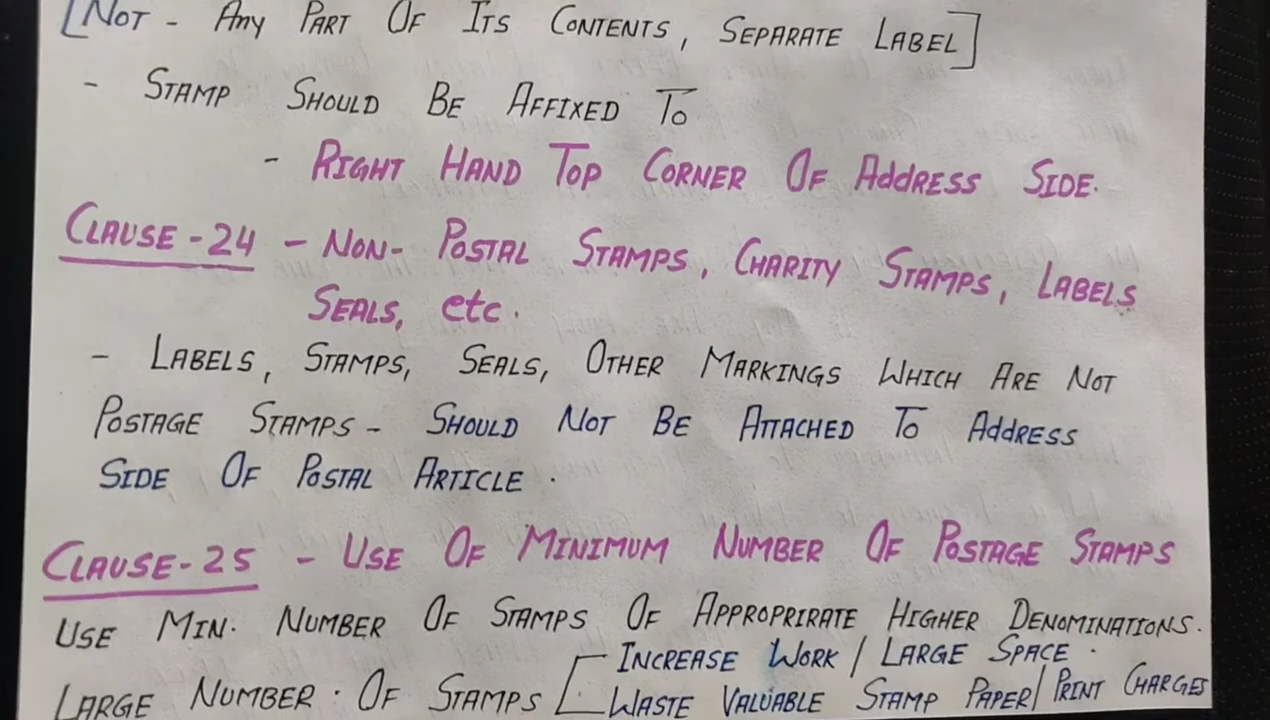 [NOT - Any PART OF ITS CONTENTS, SEPARATE LABEL]
- STAMP SHOULD BE AFFIXED TO
- RIGHT HAND TOP CORNER OF ADDRESS SIDE.
CLAUSE-24 - NON-POSTAL STAMPS, CHARITY STAMPS, LABELS
SEALS, etc.
- LABELS, STAMPS, SEALS, OTHER MARKINGS WHICH ARE NOT
POSTAGE STAMPS - SHOULD NOT BE ATTACHED TO ADDRESS
SIDE OF POSTAL ARTICLE.
CLAUSE-25 - USE OF MINIMUM NUMBER OF POSTAGE STAMPS
USE MIN. NUMBER OF STAMPS OF APPROPRIRATE HIGHER DENOMINATIONS.
INCREASE WORK / LARGE SPACE.
LARGE NUMBER. OF STAMPS [ WASTE VALUABLE STAMP PAPER/ PRINT CHARGES